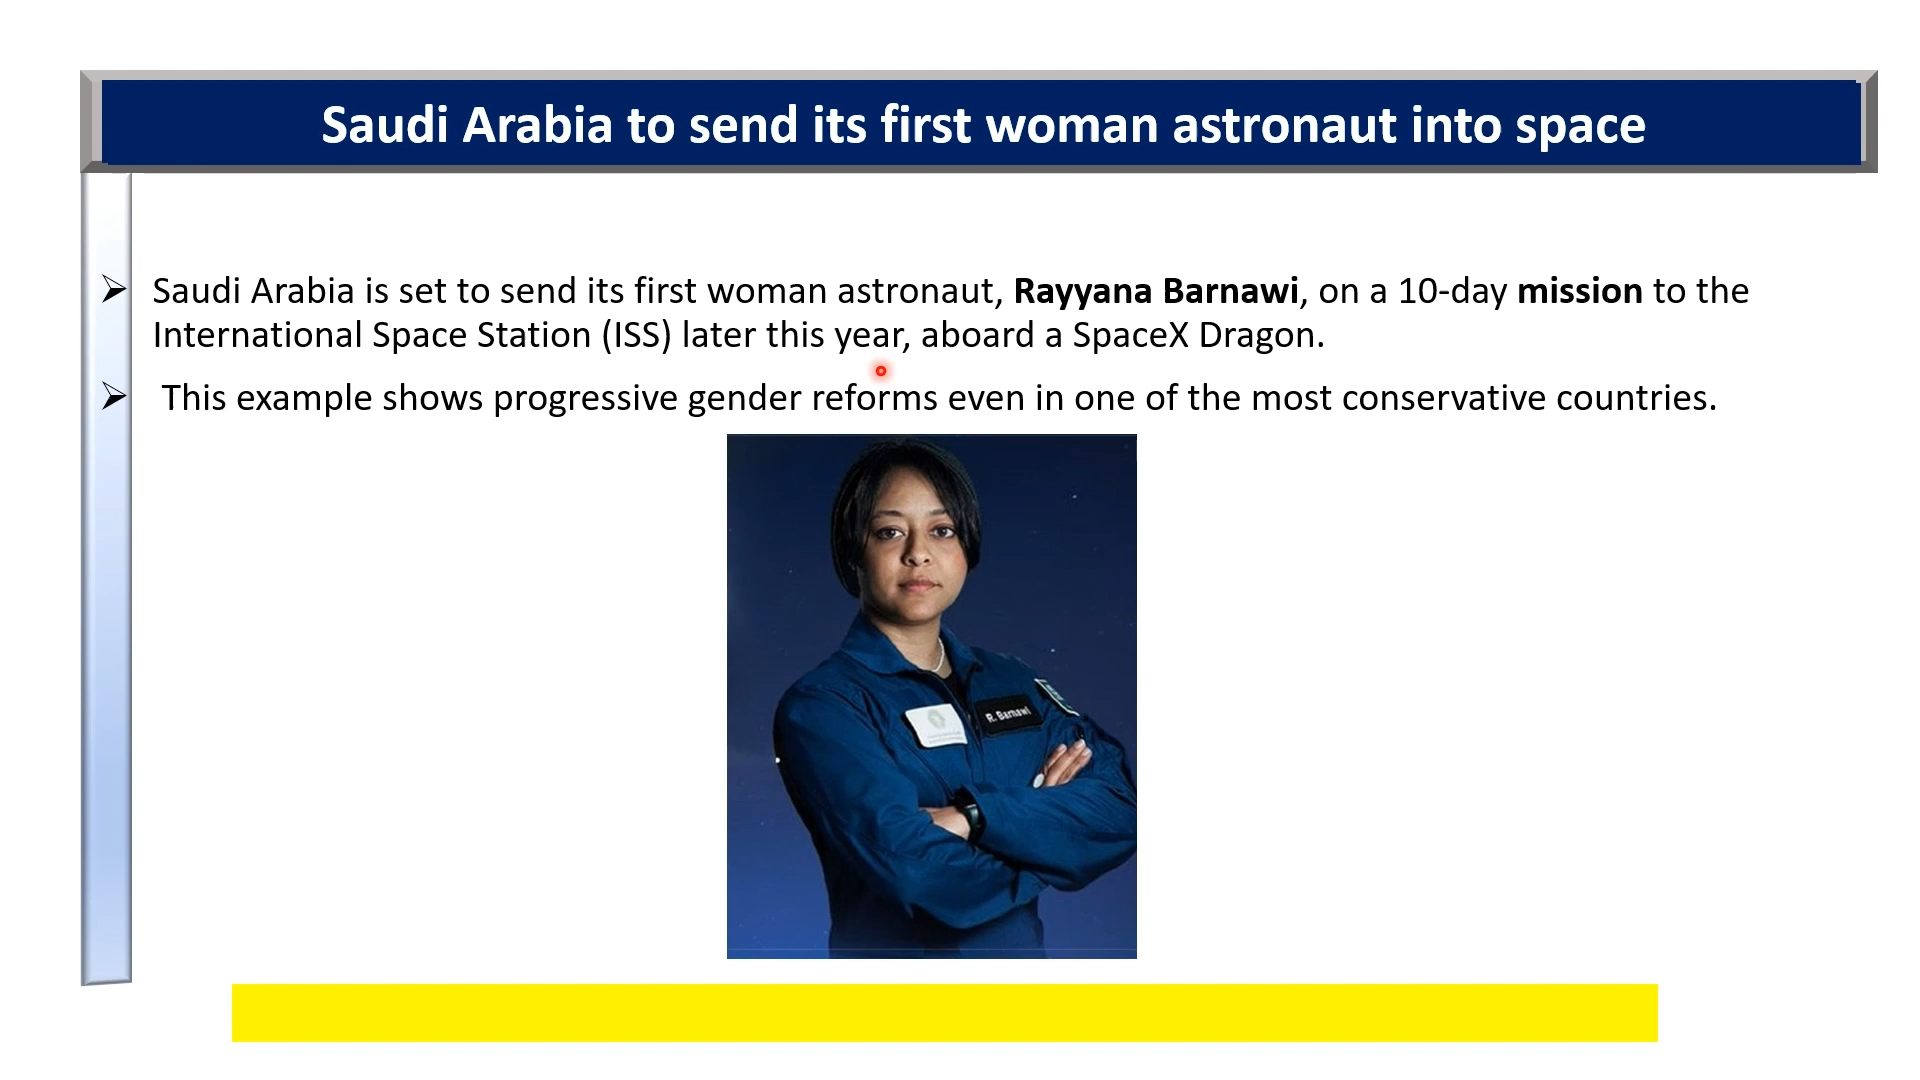 Saudi Arabia to send its first woman astronaut into space
Saudi Arabia is set to send its first woman astronaut, Rayyana Barnawi, on a 10-day mission to the
International Space Station (ISS) later this year, aboard a SpaceX Dragon.
This example shows progressive gender reforms even in one of the most conservative countries.
R. Barnawi